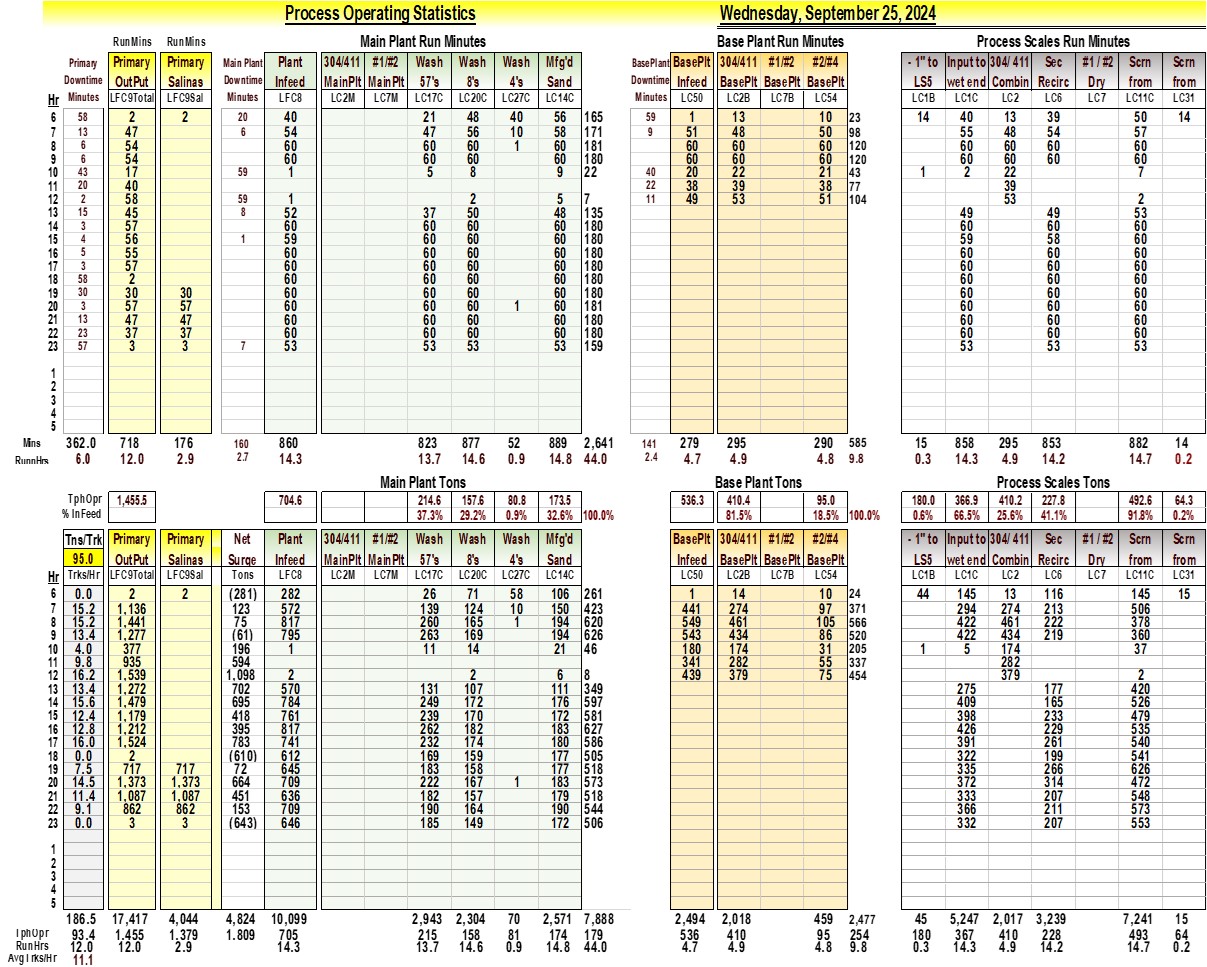 Process Operating Statistics Wednesday, September 25, 2024
RunMins RunMins Main Plant Run Minutes Base Plant Run Minutes Process Scales Run Minutes
Primary Primary Primary Main Plant Plant 304/411 #1/#2 Wash Wash Wash Mfg'd BasePlant BasePlt 304/411 #1/#2 #2/#4 - 1" to Input to 304/ 411 Sec #1 / #2 Scrn Scrn
Downtime OutPut Salinas Downtime Infeed MainPlt MainPlt 57's 8's 4's Sand Downtime Infeed BasePlt BasePlt BasePlt LS5 wet end Combin Recirc Dry from from
Hr Minutes LFC9Total LFC9Sal Minutes LFC8 LC2M LC7M LC17C LC20C LC27C LC14C Minutes LC50 LC2B LC7B LC54 LC1B LC1C LC2 LC6 LC7 LC11C LC31
6 58 2 2 20 40 21 48 40 56 165 59 1 13 10 23 14 40 13 39 50 14
7 13 47 6 54 47 56 10 58 171 9 51 48 50 98 55 48 54 57
8 6 54 60 60 60 1 60 181 60 60 60 120 60 60 60 60
9 6 54 60 60 60 60 180 60 60 60 120 60 60 60 60
10 43 17 59 1 5 8 9 22 40 20 22 21 43 1 2 22 7
11 20 40 22 38 39 38 77 39
12 2 58 59 1 2 5 7 11 49 53 51 104 53 2
13 15 45 8 52 37 50 48 135 49 49 53
14 3 57 60 60 60 60 180 60 60 60
15 4 56 1 59 60 60 60 180 59 58 60
16 5 55 60 60 60 60 180 60 60 60
17 3 57 60 60 60 60 180 60 60 60
18 58 2 60 60 60 60 180 60 60 60
19 30 30 30 60 60 60 60 180 60 60 60
20 3 57 57 60 60 60 1 60 181 60 60 60
21 13 47 47 60 60 60 60 180 60 60 60
22 23 37 37 60 60 60 60 180 60 60 60
23 57 3 3 7 53 53 53 53 159 53 53 53
1
2
3
4
5
Mins 362.0 718 176 160 860 823 877 52 889 2,641 141 279 295 290 585 15 858 295 853 882 14
RunnHrs 6.0 12.0 2.9 2.7 14.3 13.7 14.6 0.9 14.8 44.0 2.4 4.7 4.9 4.8 9.8 0.3 14.3 4.9 14.2 14.7 0.2
Main Plant Tons Base Plant Tons Process Scales Tons
TphOpr 1,455.5 704.6 214.6 157.6 80.8 173.5 536.3 410.4 95.0 180.0 366.9 410.2 227.8 492.6 64.3
% InFeed 37.3% 29.2% 0.9% 32.6% 100.0% 81.5% 18.5% 100.0% 0.6% 66.5% 25.6% 41.1% 91.8% 0.2%
Tns/Trk Primary Primary Net Plant 304/411 #1/#2 Wash Wash Wash Mfg'd BasePlt 304/411 #1/#2 #2/#4 - 1" to Input to 304/ 411 Sec #1 / #2 Scrn Scrn
95.0 OutPut Salinas Surge Infeed MainPlt MainPlt 57's 8's 4's Sand Infeed BasePlt BasePlt BasePlt LS5 wet end Combin Recirc Dry from from
Hr Trks/Hr LFC9Total LFC9Sal Tons LFC8 LC2M LC7M LC17C LC20C LC27C LC14C LC50 LC2B LC7B LC54 LC1B LC1C LC2 LC6 LC7 LC11C LC31
6 0.0 2 2 (281) 282 26 71 58 106 261 1 14 10 24 44 145 13 116 145 15
7 15.2 1,136 123 572 139 124 10 150 423 441 274 97 371 294 274 213 506
8 15.2 1,441 75 817 260 165 1 194 620 549 461 105 566 422 461 222 378
9 13.4 1,277 (61) 795 263 169 194 626 543 434 86 520 422 434 219 360
10 4.0 377 196 1 11 14 21 46 180 174 31 205 1 5 174 37
11 9.8 935 594 341 282 55 337 282
12 16.2 1,539 1,098 2 2 6 8 439 379 75 454 379 2
13 13.4 1,272 702 570 131 107 111 349 275 177 420
14 15.6 1,479 695 784 249 172 176 597 409 165 526
15 12.4 1,179 418 761 239 170 172 581 398 233 479
16 12.8 1,212 395 817 262 182 183 627 426 229 535
17 16.0 1,524 783 741 232 174 180 586 391 261 540
18 0.0 2 (610) 612 169 159 177 505 322 199 541
19 7.5 717 717 72 645 183 158 177 518 335 266 626
20 14.5 1,373 1,373 664 709 222 167 1 183 573 372 314 472
21 11.4 1,087 1,087 451 636 182 157 179 518 333 207 548
22 9.1 862 862 153 709 190 164 190 544 366 211 573
23 0.0 3 3 (643) 646 185 149 172 506 332 207 553
1
2
3
4
5
186.5 17,417 4,044 4,824 10,099 2,943 2,304 70 2,571 7,888 2,494 2,018 459 2,477 45 5,247 2,017 3,239 7,241 15
TphOpr 93.4 1,455 1,379 1.809 705 215 158 81 174 179 536 410 95 254 180 367 410 228 493 64
RunHrs 12.0 12.0 2.9 14.3 13.7 14.6 0.9 14.8 44.0 4.7 4.9 4.8 9.8 0.3 14.3 4.9 14.2 14.7 0.2
AvgTrks/Hr 11.1